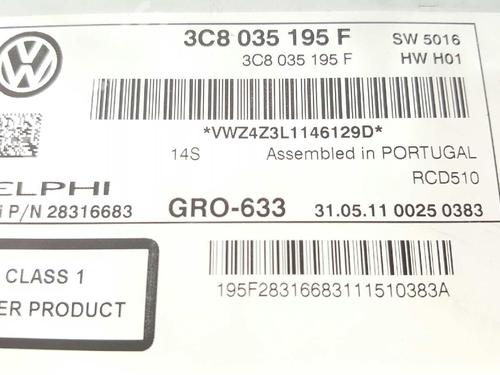 3C8 035 195 F SW 5016
3C8 035 195 F HW H01
*VWZ4Z3L1146129D*
14S Assembled in PORTUGAL
RCD510
ELPHI
i P/N 28316683 GRO-633 31.05.11 0025 0383
CLASS 1
ER PRODUCT
195F28316683111510383A